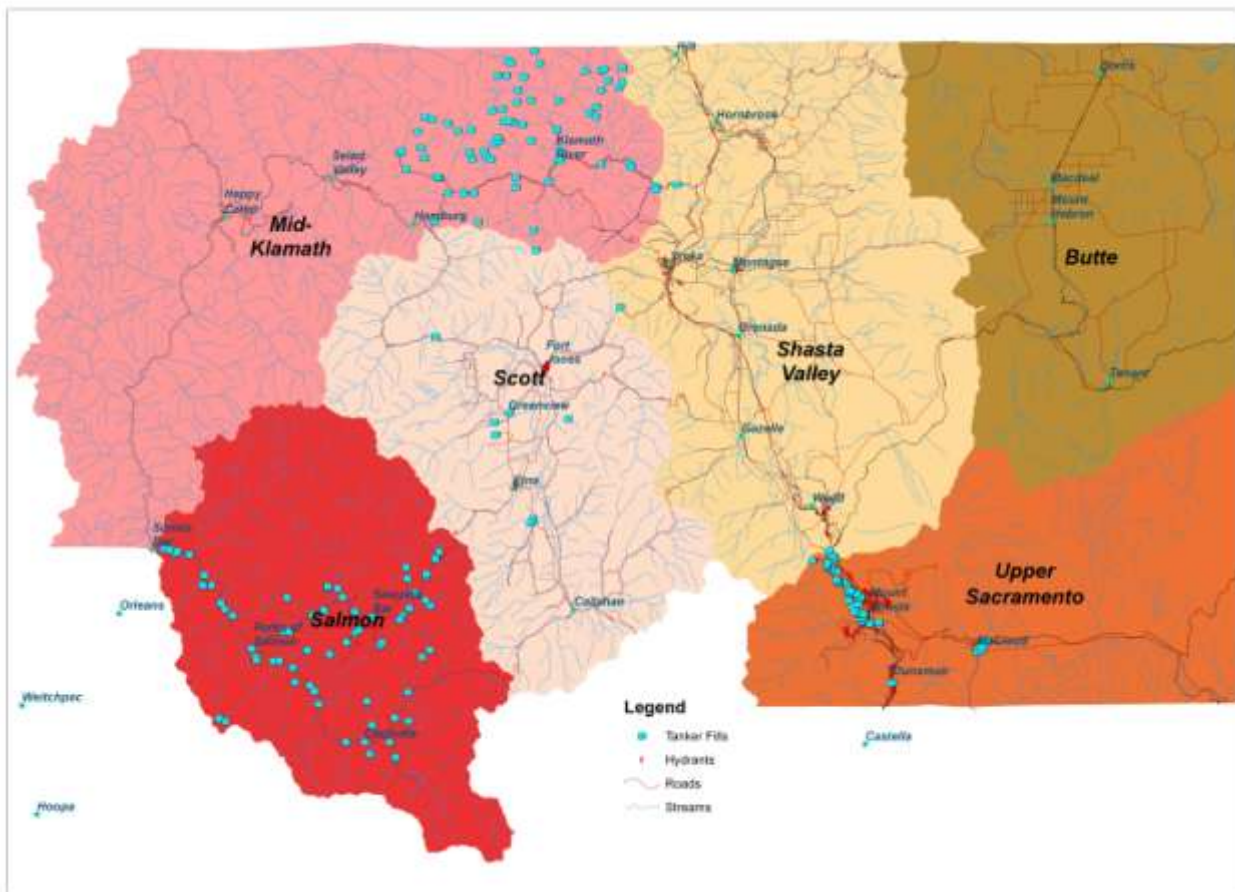 Hornbrook
Dorris
Klamath
River
Seiad
Valley
Macdoel
Mount
Hebron
Happy
Camp
Hamburg
Mid-
Klamath
Butte
Yreka
Montague
Grenada
Shasta
Valley
Fort
Jones
Scott
Greenview
Tenant
Gazelle
Etna
Weed
Somes
Bar
Upper
Sacramento
Orleans
Sawyers
Bar
Salmon
Forks of
Salmon
Callahan
Mount
Shasta
McCloud
Dunsmuir
Weitchpec
Castella
Hoopa
Legend
Tanker Fills
Hydrants
Roads
Streams